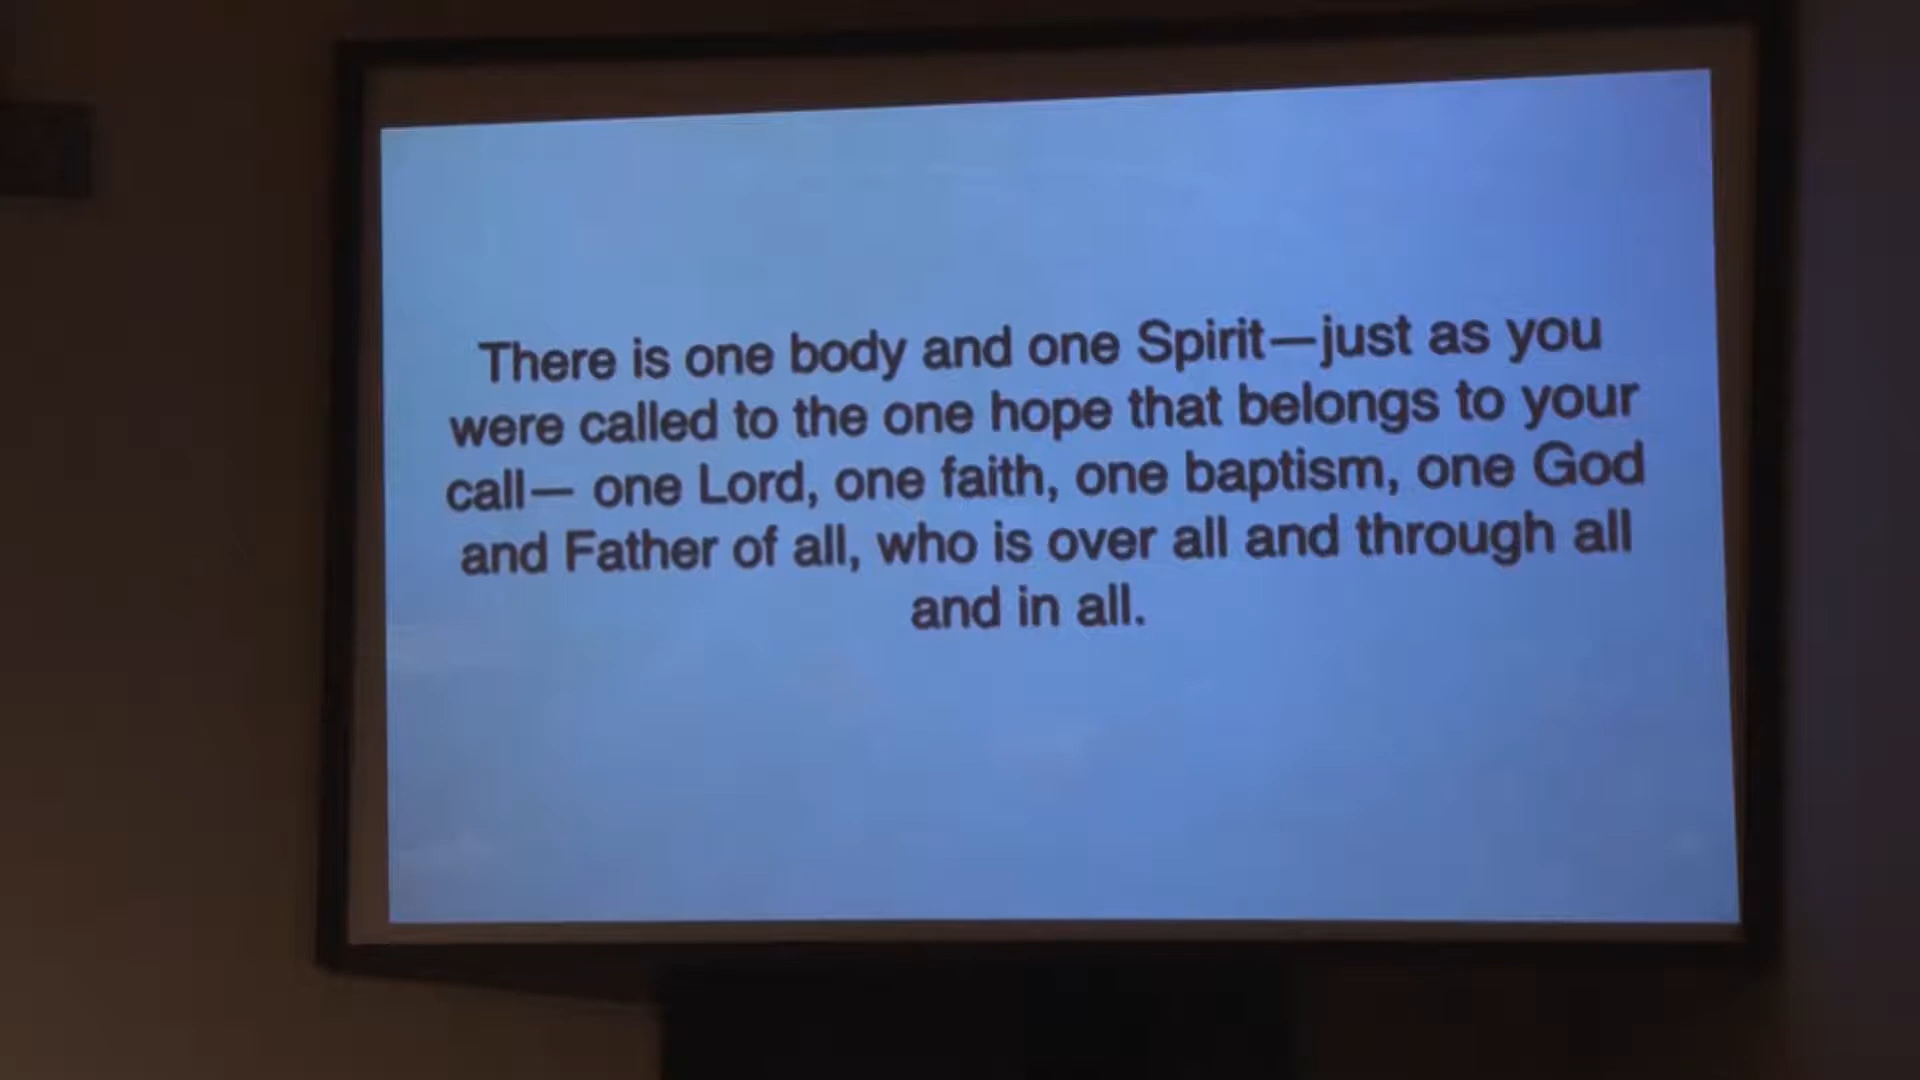 There is one body and one Spirit—just as you
were called to the one hope that belongs to your
call— one Lord, one faith, one baptism, one God
and Father of all, who is over all and through all
and in all.